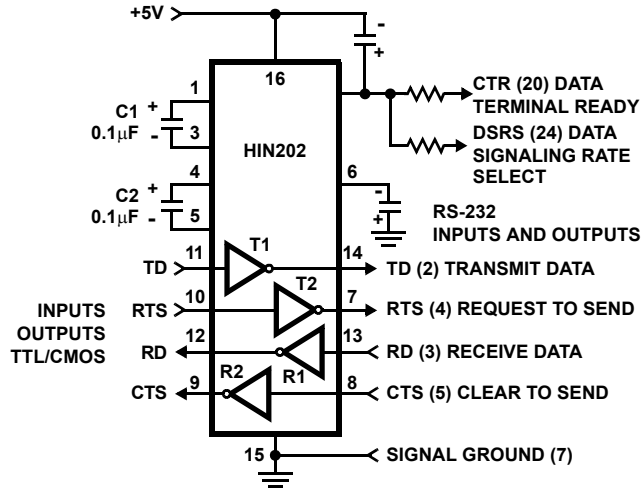 +5V
-
+
16
1
C1
+
0.1μF
-
3
HIN202
CTR (20) DATA
TERMINAL READY
DSRS (24) DATA
SIGNALING RATE
SELECT
4
C2
+
0.1μF
-
5
6
-
+
RS-232
INPUTS AND OUTPUTS
TD
11
T1
14
TD (2) TRANSMIT DATA
INPUTS
OUTPUTS
TTL/CMOS
RTS
10
T2
7
RTS (4) REQUEST TO SEND
RD
12
R1
13
RD (3) RECEIVE DATA
CTS
9
R2
8
CTS (5) CLEAR TO SEND
15
SIGNAL GROUND (7)